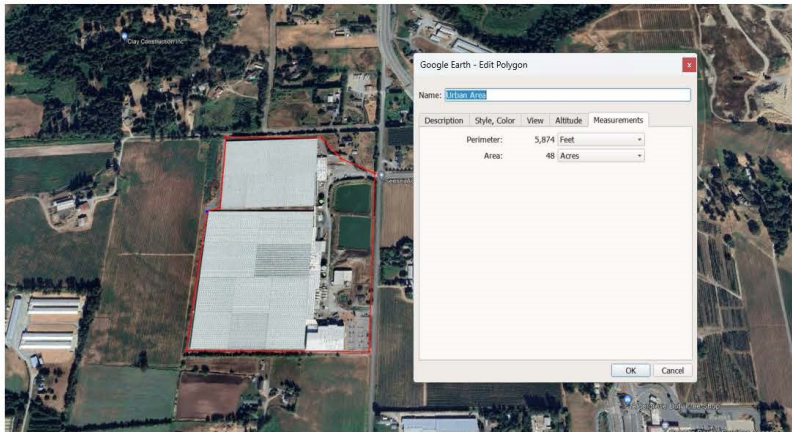 Clay Construction Inc
Google Earth - Edit Polygon
x
Name: Urban Area
Description Style, Color View Altitude Measurements
Perimeter: 5,874 Feet
Area: 48 Acres
OK Cancel